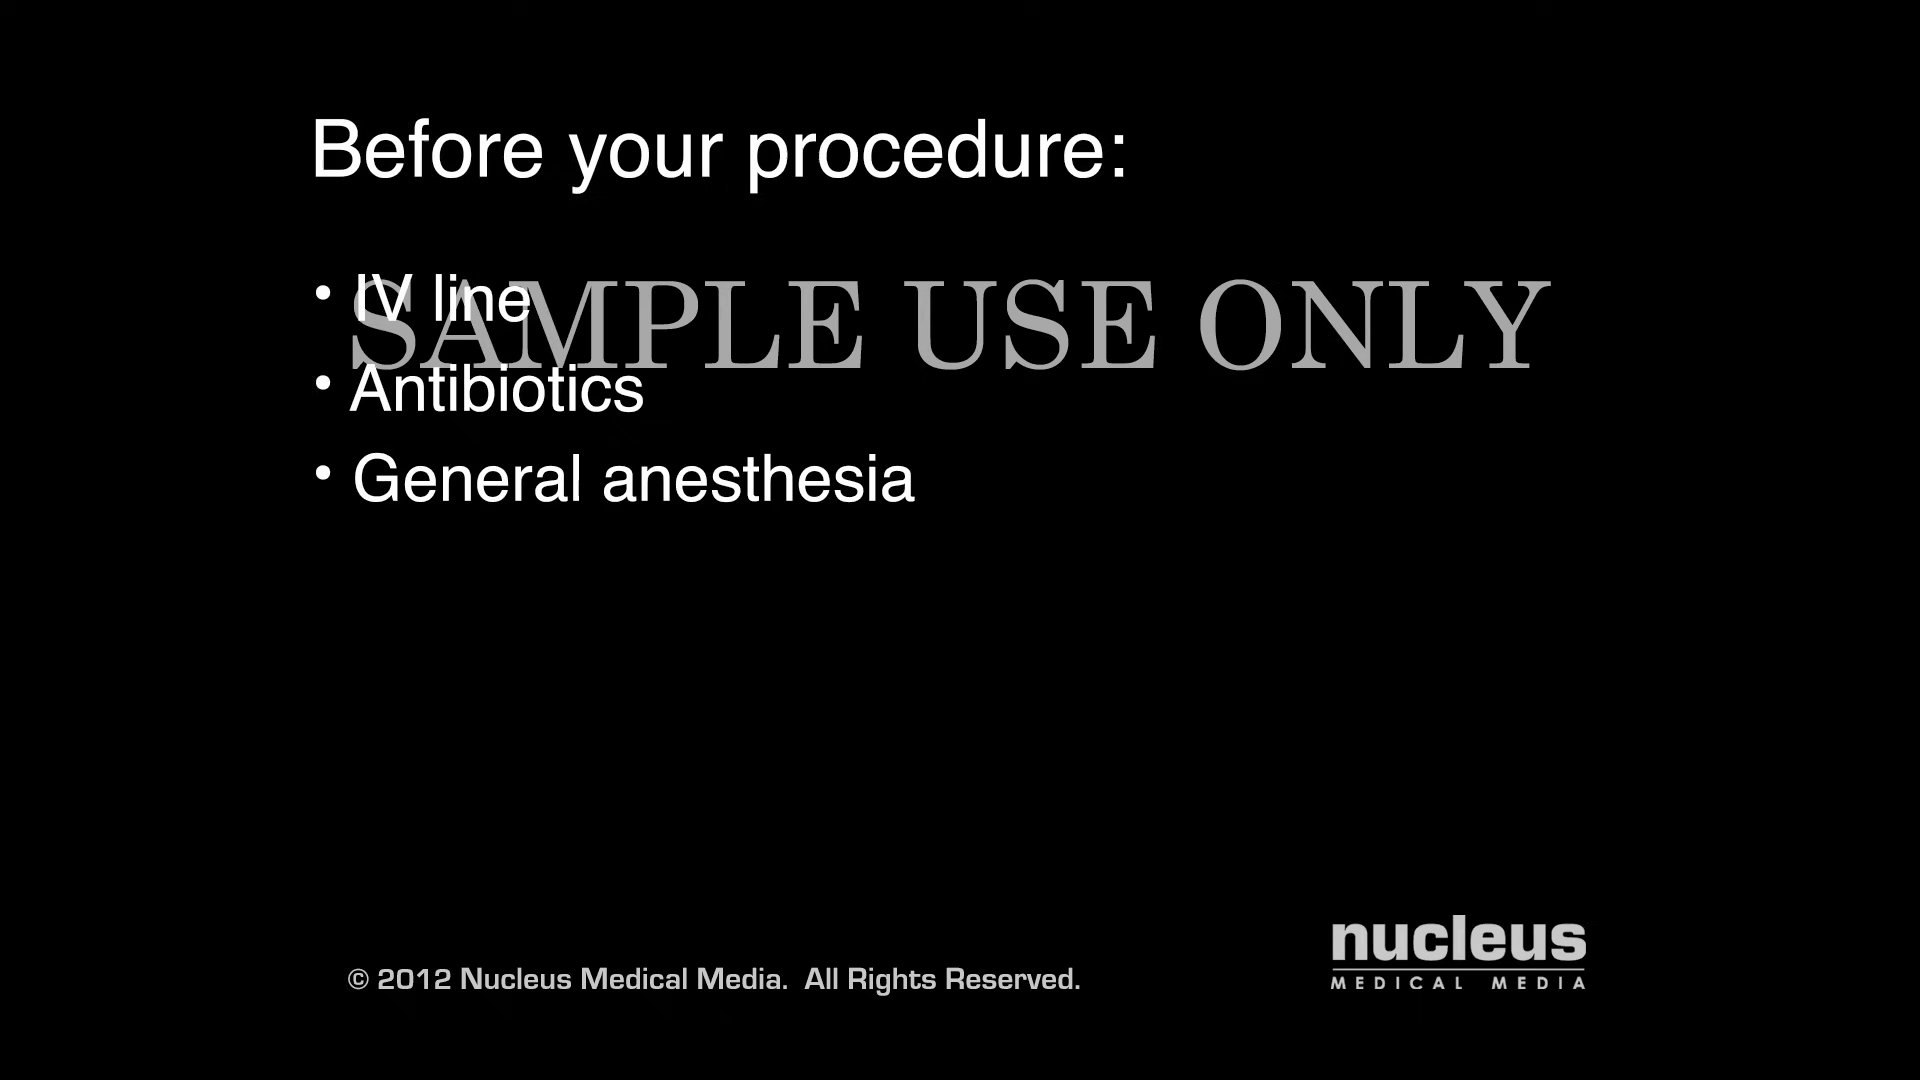 Before your procedure:
• IV line
SAMPLE USE ONLY
• Antibiotics
• General anesthesia
nucleus
MEDICAL MEDIA
© 2012 Nucleus Medical Media. All Rights Reserved.